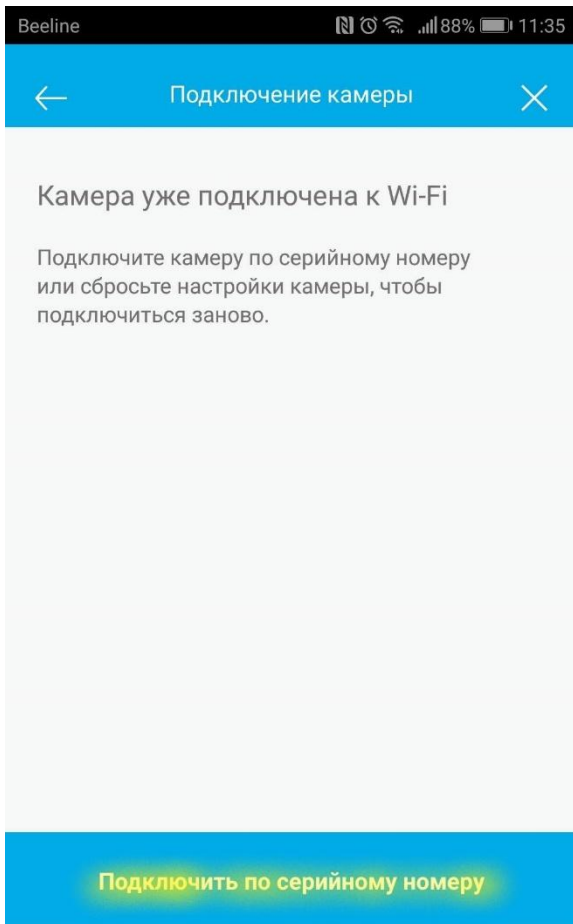 Beeline 88% 11:35
Подключение камеры
Камера уже подключена к Wi-Fi
Подключите камеру по серийному номеру
или сбросьте настройки камеры, чтобы
подключиться заново.
Подключить по серийному номеру